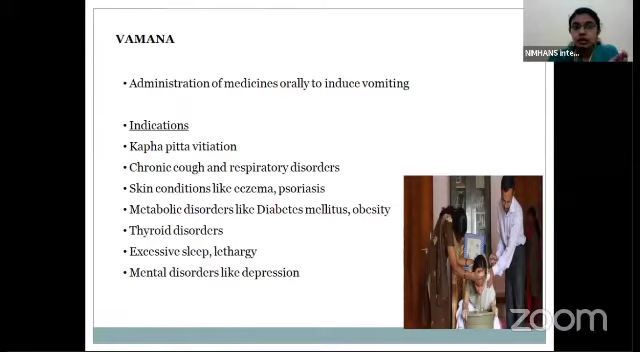 VAMANA
NIMHANS inte...
• Administration of medicines orally to induce vomiting
• Indications
• Kapha pitta vitiation
• Chronic cough and respiratory disorders
• Skin conditions like eczema, psoriasis
• Metabolic disorders like Diabetes mellitus, obesity
• Thyroid disorders
• Excessive sleep, lethargy
• Mental disorders like depression
zoom